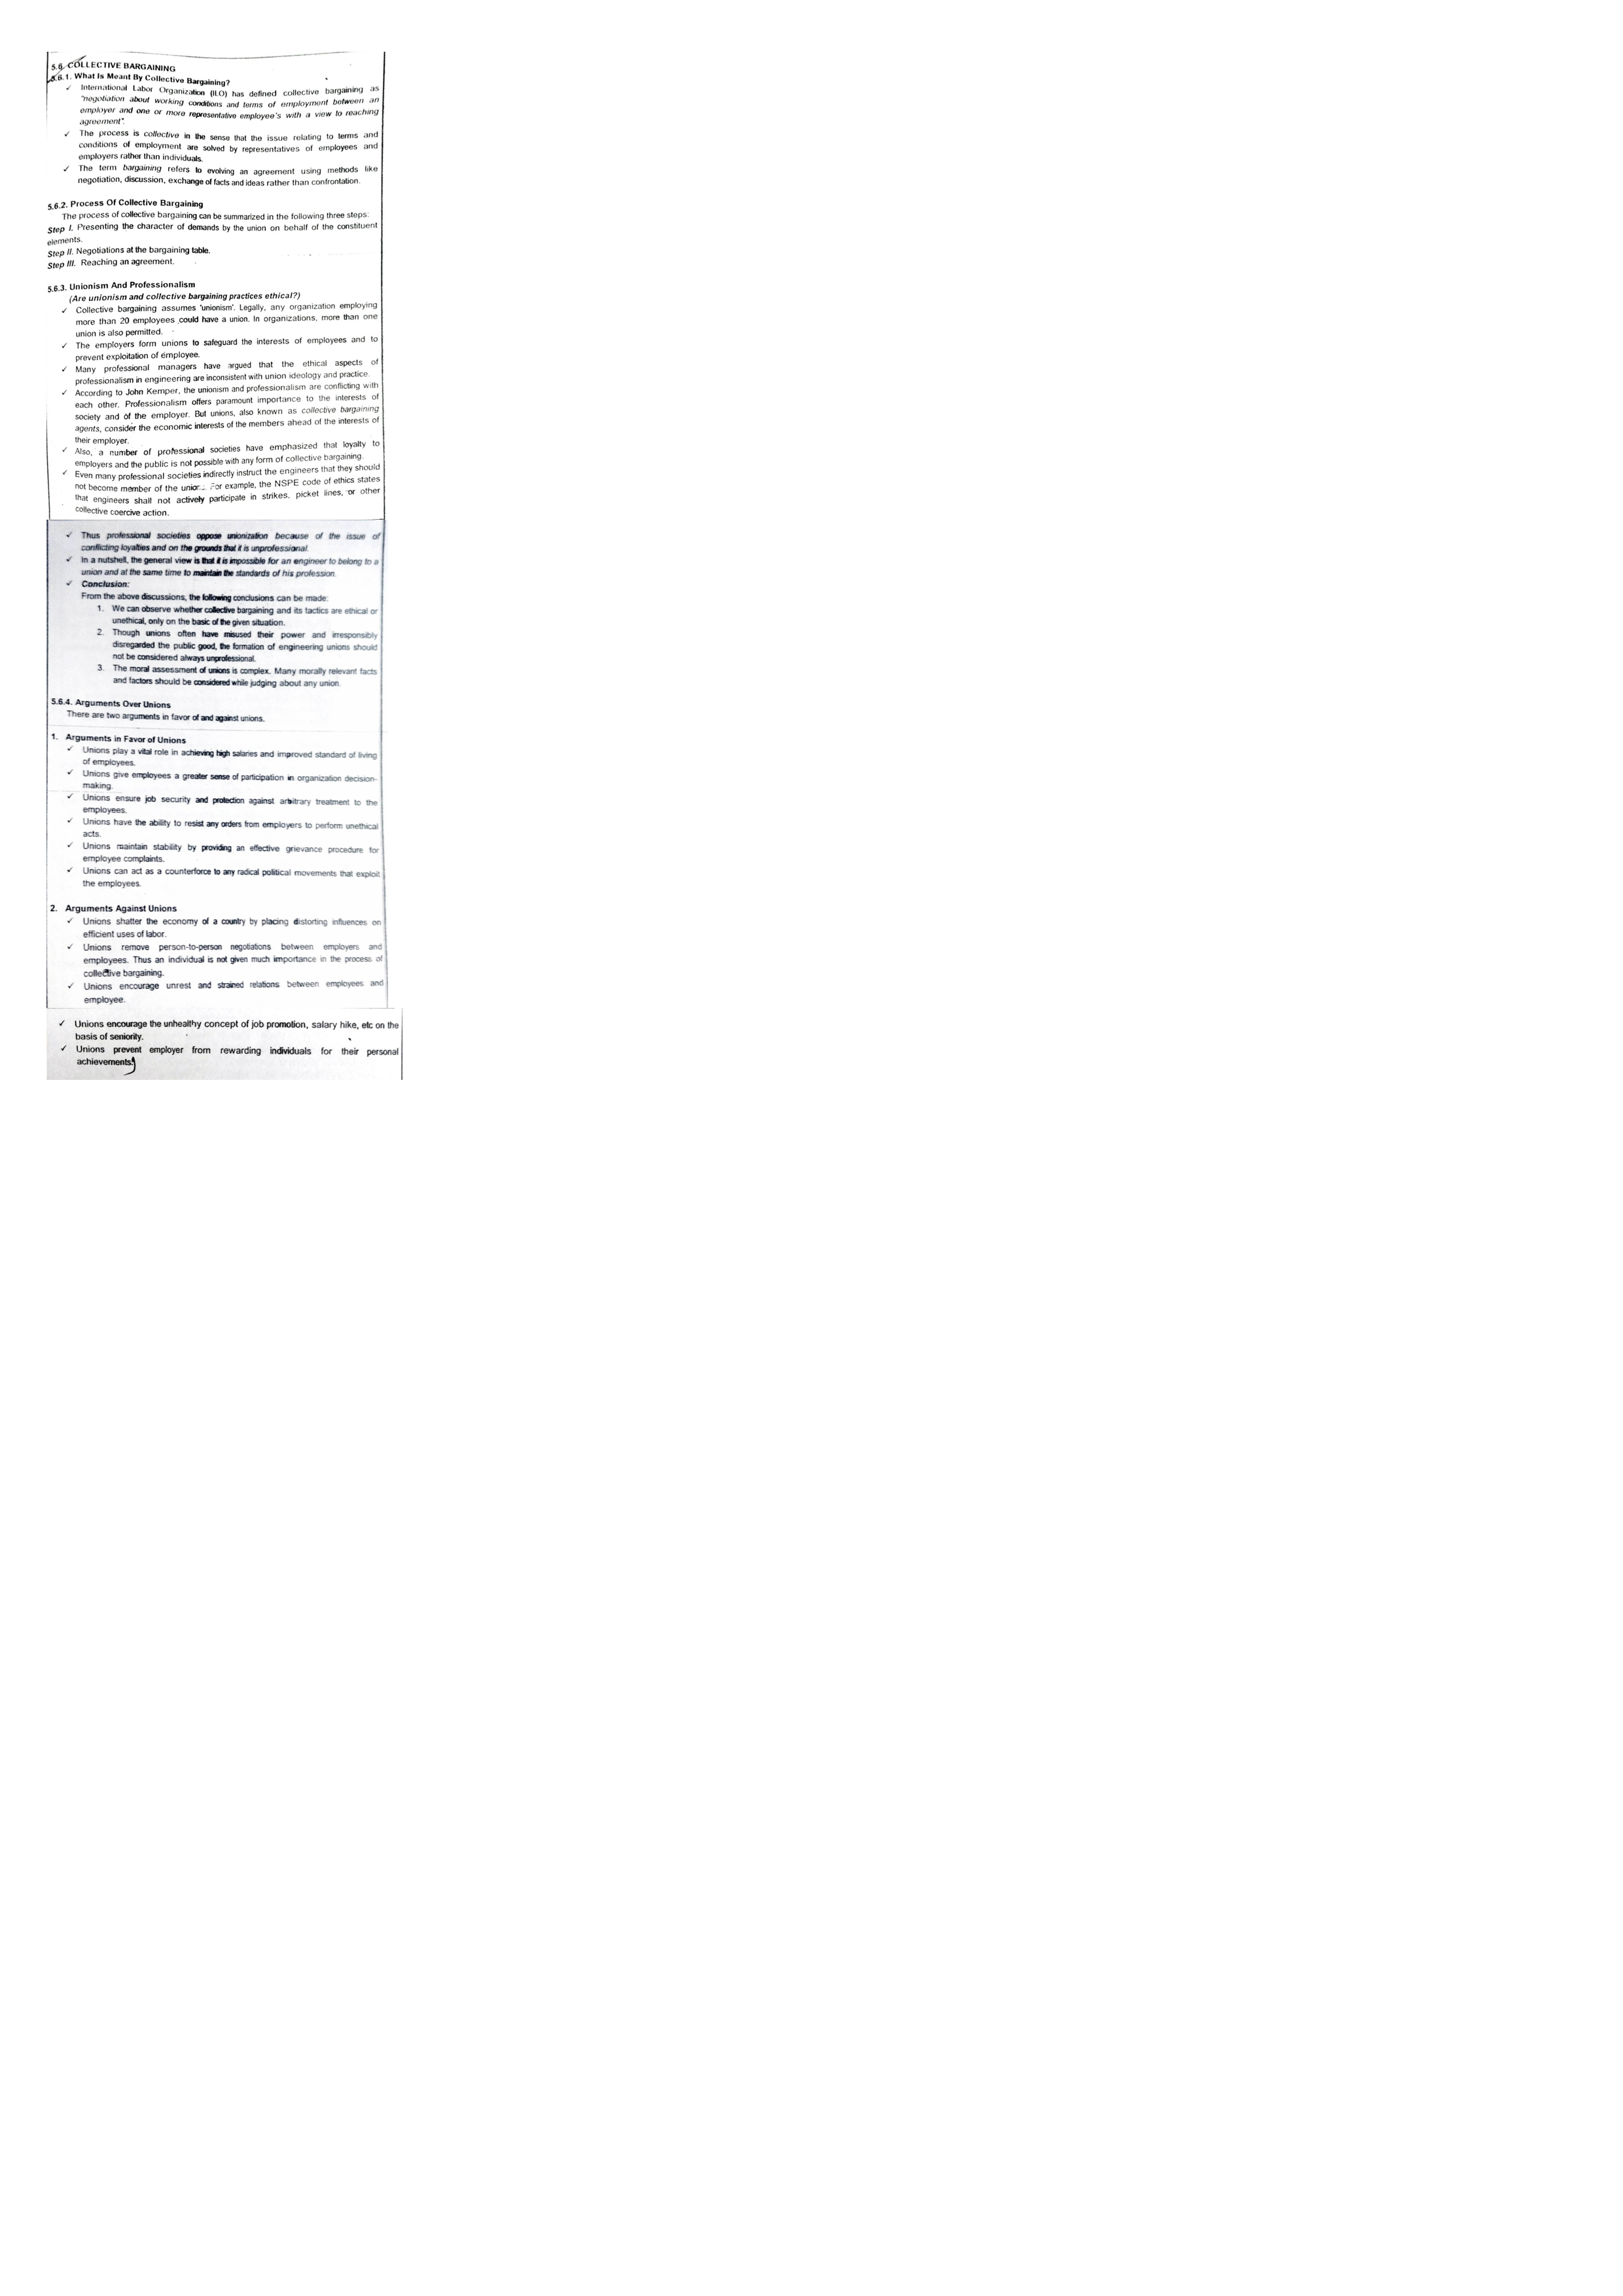 5.6. COLLECTIVE BARGAINING
5.6.1. What Is Meant By Collective Bargaining?
✓ International Labor Organization (ILO) has defined collective bargaining as
"negotiation about working conditions and terms of employment between an
employer and one or more representative employee's with a view to reaching
agreement".
✓ The process is collective in the sense that the issue relating to terms and
conditions of employment are solved by representatives of employees and
employers rather than individuals.
✓ The term bargaining refers to evolving an agreement using methods like
negotiation, discussion, exchange of facts and ideas rather than confrontation.
5.6.2. Process Of Collective Bargaining
The process of collective bargaining can be summarized in the following three steps:
Step I. Presenting the character of demands by the union on behalf of the constituent
elements.
Step II. Negotiations at the bargaining table.
Step III. Reaching an agreement.
5.6.3. Unionism And Professionalism
(Are unionism and collective bargaining practices ethical?)
✓ Collective bargaining assumes 'unionism'. Legally, any organization employing
more than 20 employees could have a union. In organizations, more than one
union is also permitted.
✓ The employers form unions to safeguard the interests of employees and to
prevent exploitation of employee.
✓ Many professional managers have argued that the ethical aspects of
professionalism in engineering are inconsistent with union ideology and practice.
✓ According to John Kemper, the unionism and professionalism are conflicting with
each other. Professionalism offers paramount importance to the interests of
society and of the employer. But unions, also known as collective bargaining
agents, consider the economic interests of the members ahead of the interests of
their employer.
✓ Also, a number of professional societies have emphasized that loyalty to
employers and the public is not possible with any form of collective bargaining.
✓ Even many professional societies indirectly instruct the engineers that they should
not become member of the union. For example, the NSPE code of ethics states
that engineers shall not actively participate in strikes, picket lines, or other
collective coercive action.
✓ Thus professional societies oppose unionization because of the issue of
conflicting loyalties and on the grounds that it is unprofessional.
✓ In a nutshell, the general view is that it is impossible for an engineer to belong to a
union and at the same time to maintain the standards of his profession.
✓ Conclusion:
From the above discussions, the following conclusions can be made:
1. We can observe whether collective bargaining and its tactics are ethical or
unethical, only on the basic of the given situation.
2. Though unions often have misused their power and irresponsibly
disregarded the public good, the formation of engineering unions should
not be considered always unprofessional.
3. The moral assessment of unions is complex. Many morally relevant facts
and factors should be considered while judging about any union.
5.6.4. Arguments Over Unions
There are two arguments in favor of and against unions.
1. Arguments in Favor of Unions
✓ Unions play a vital role in achieving high salaries and improved standard of living
of employees.
✓ Unions give employees a greater sense of participation in organization decision-
making.
✓ Unions ensure job security and protection against arbitrary treatment to the
employees.
✓ Unions have the ability to resist any orders from employers to perform unethical
acts.
✓ Unions maintain stability by providing an effective grievance procedure for
employee complaints.
✓ Unions can act as a counterforce to any radical political movements that exploit
the employees.
2. Arguments Against Unions
✓ Unions shatter the economy of a country by placing distorting influences on
efficient uses of labor.
✓ Unions remove person-to-person negotiations between employers and
employees. Thus an individual is not given much importance in the process of
collective bargaining.
✓ Unions encourage unrest and strained relations between employees and
employee.
✓ Unions encourage the unhealthy concept of job promotion, salary hike, etc on the
basis of seniority.
✓ Unions prevent employer from rewarding individuals for their personal
achievements.